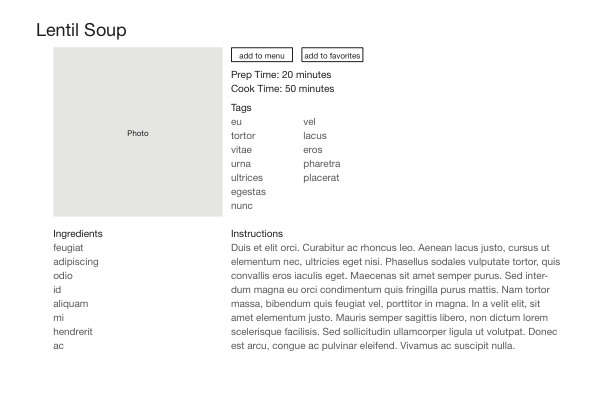 Lentil Soup
Photo
add to menu
add to favorites
Prep Time: 20 minutes
Cook Time: 50 minutes
Tags
eu
tortor
vitae
urna
ultrices
egestas
nunc
vel
lacus
eros
pharetra
placerat
Ingredients
feugiat
adipiscing
odio
id
aliquam
mi
hendrerit
ac
Instructions
Duis et elit orci. Curabitur ac rhoncus leo. Aenean lacus justo, cursus ut
elementum nec, ultricies eget nisi. Phasellus sodales vulputate tortor, quis
convallis eros iaculis eget. Maecenas sit amet semper purus. Sed inter-
dum magna eu orci condimentum quis fringilla purus mattis. Nam tortor
massa, bibendum quis feugiat vel, porttitor in magna. In a velit elit, sit
amet elementum justo. Mauris semper sagittis libero, non dictum lorem
scelerisque facilisis. Sed sollicitudin ullamcorper ligula ut volutpat. Donec
est arcu, congue ac pulvinar eleifend. Vivamus ac suscipit nulla.